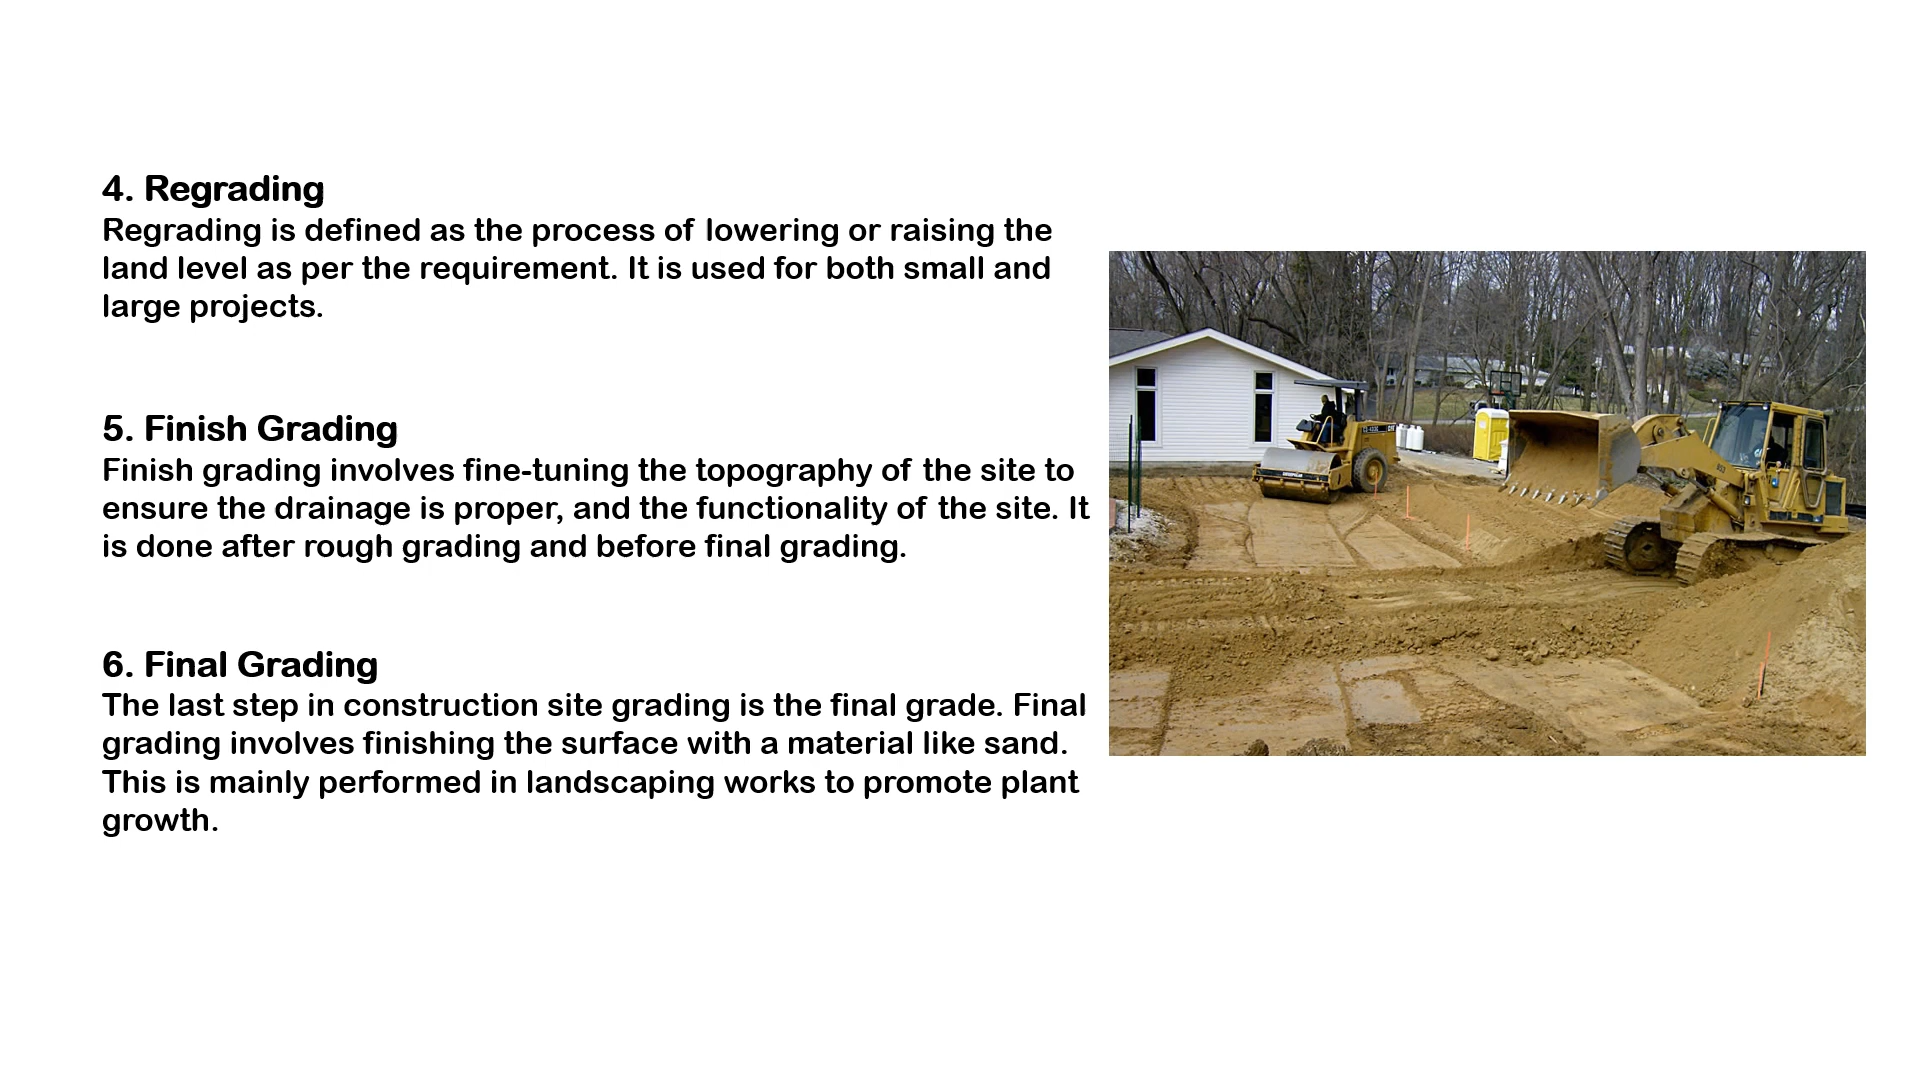 4. Regrading
Regrading is defined as the process of lowering or raising the
land level as per the requirement. It is used for both small and
large projects.
5. Finish Grading
Finish grading involves fine-tuning the topography of the site to
ensure the drainage is proper, and the functionality of the site. It
is done after rough grading and before final grading.
6. Final Grading
The last step in construction site grading is the final grade. Final
grading involves finishing the surface with a material like sand.
This is mainly performed in landscaping works to promote plant
growth.